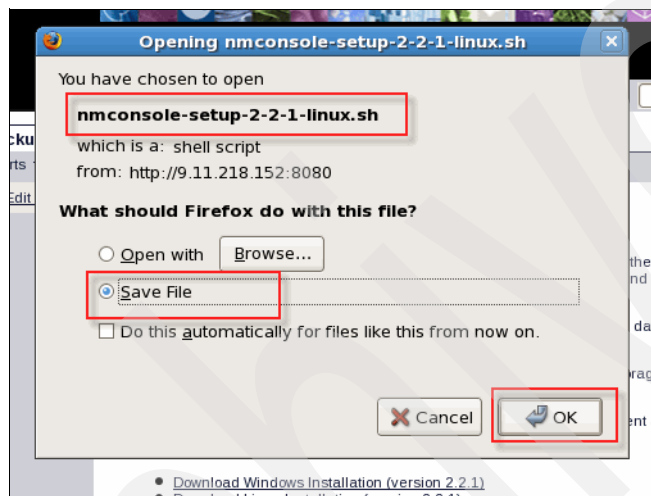 Opening nmconsole-setup-2-2-1-linux.sh
You have chosen to open
nmconsole-setup-2-2-1-linux.sh
which is a: shell script
from: http://9.11.218.152:8080
What should Firefox do with this file?
Open with Browse...
Save File
Do this automatically for files like this from now on.
Cancel OK
Edit
the
Download Windows Installation (version 2.2.1)